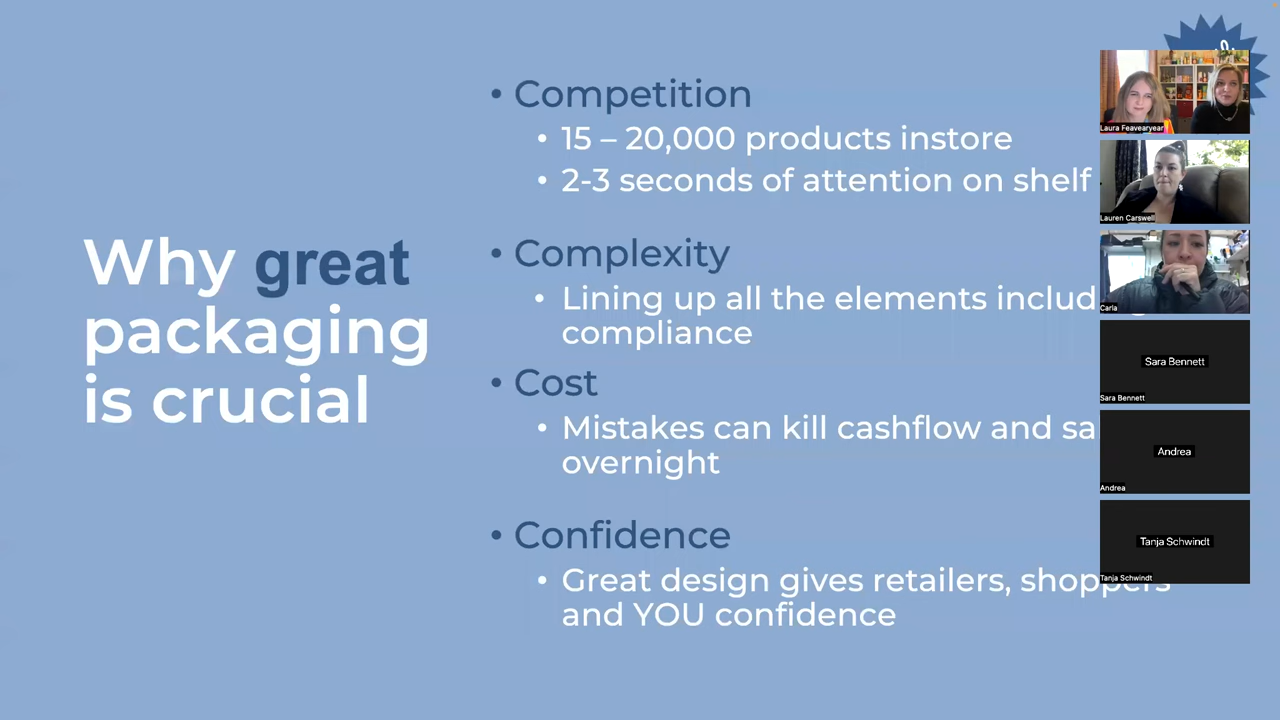 Why great
packaging
is crucial
• Competition
• 15 – 20,000 products instore
• 2-3 seconds of attention on shelf
• Complexity
• Lining up all the elements
compliance
• Cost
• Mistakes can kill cashflow and
overnight
• Confidence
• Great design gives retailers, shoppers
and YOU confidence
Laura Feavearyear
Lauren Carswell
Carla
Sara Bennett
Sara Bennett
Andrea
Andrea
Tanja Schwindt
Tanja Schwindt